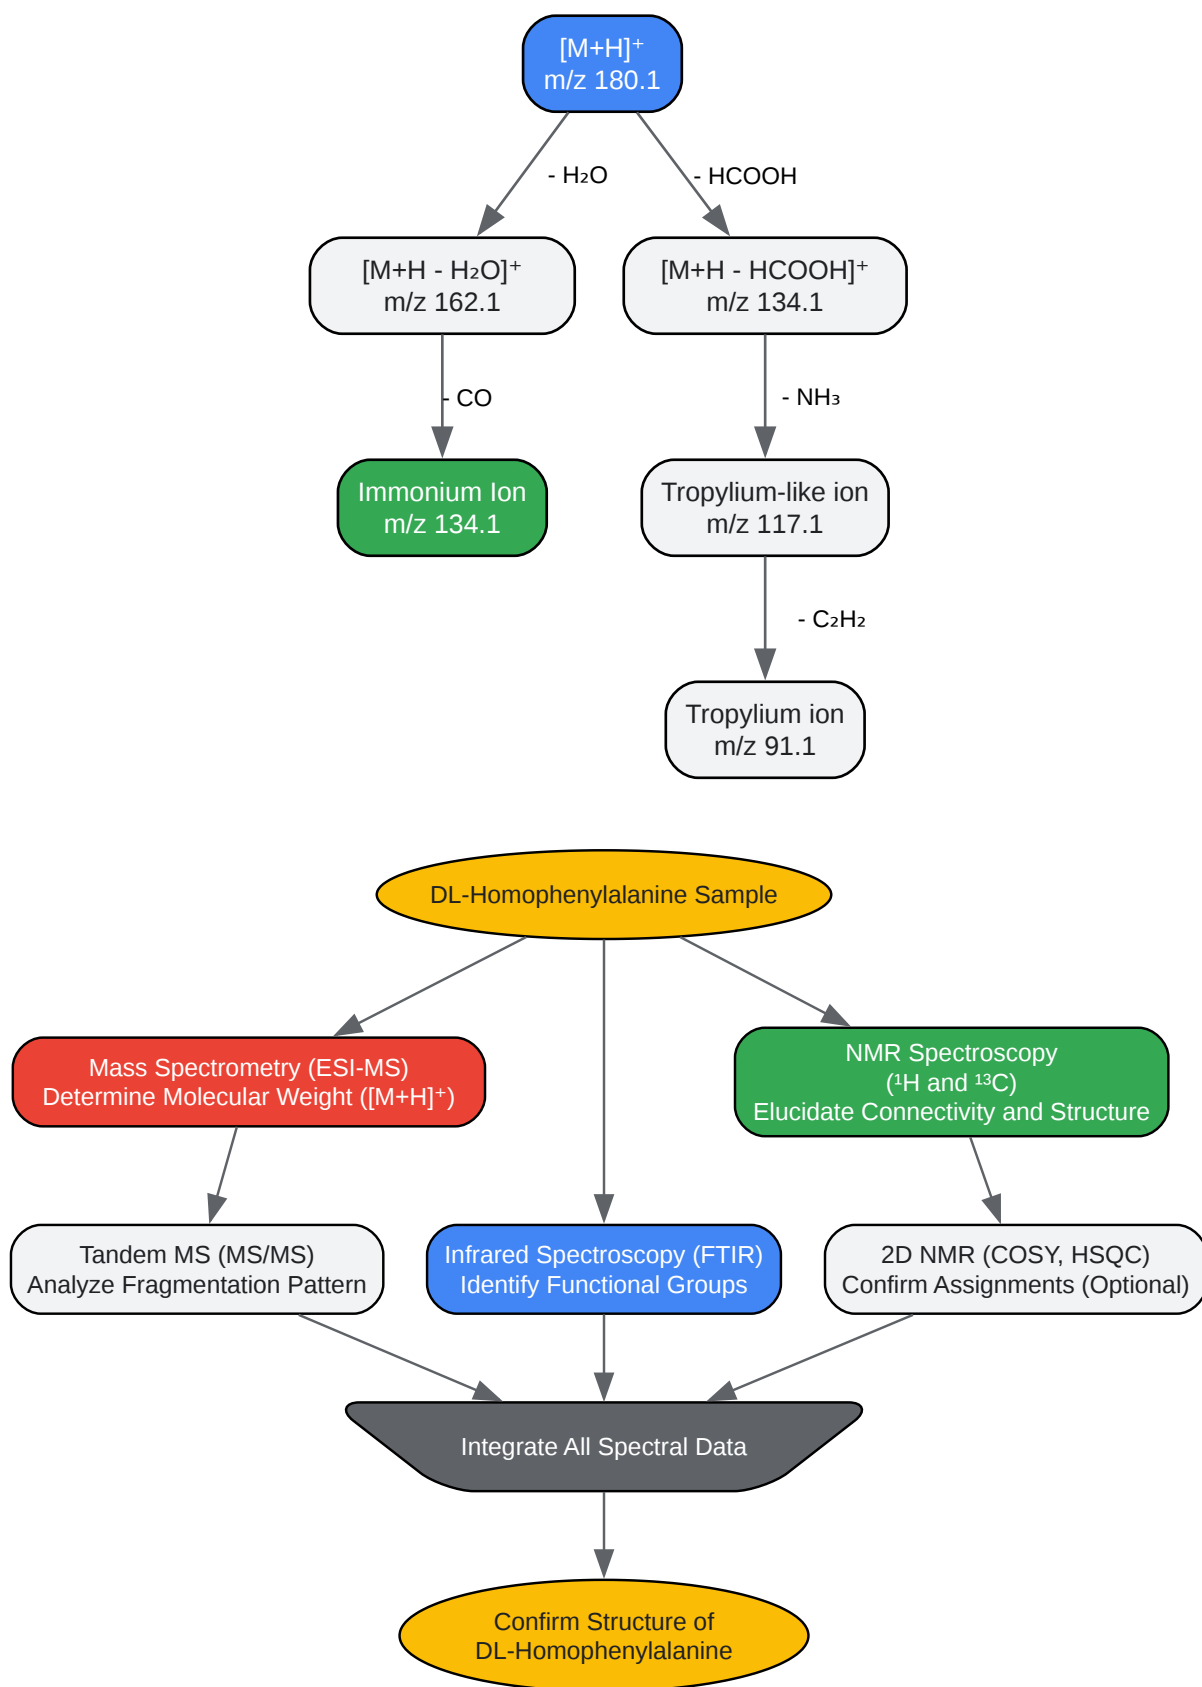 [M+H]⁺
m/z 180.1
- H₂O
- HCOOH
[M+H - H₂O]⁺
m/z 162.1
[M+H - HCOOH]⁺
m/z 134.1
- CO
- NH₃
Immonium Ion
m/z 134.1
Tropylium-like ion
m/z 117.1
- C₂H₂
Tropylium ion
m/z 91.1
DL-Homophenylalanine Sample
Mass Spectrometry (ESI-MS)
Determine Molecular Weight ([M+H]⁺)
NMR Spectroscopy
(¹H and ¹³C)
Elucidate Connectivity and Structure
Tandem MS (MS/MS)
Analyze Fragmentation Pattern
Infrared Spectroscopy (FTIR)
Identify Functional Groups
2D NMR (COSY, HSQC)
Confirm Assignments (Optional)
Integrate All Spectral Data
Confirm Structure of
DL-Homophenylalanine